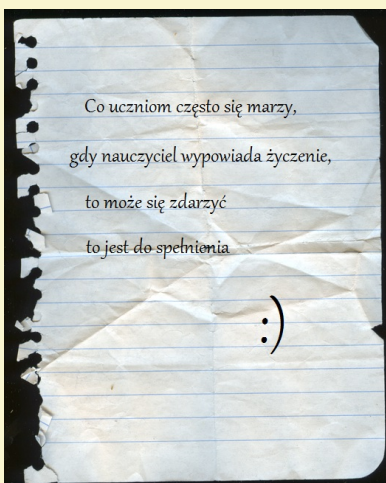 Co uczniom często się marzy,
gdy nauczyciel wypowiada życzenie,
to może się zdarzyć
to jest do spełnienia
:)